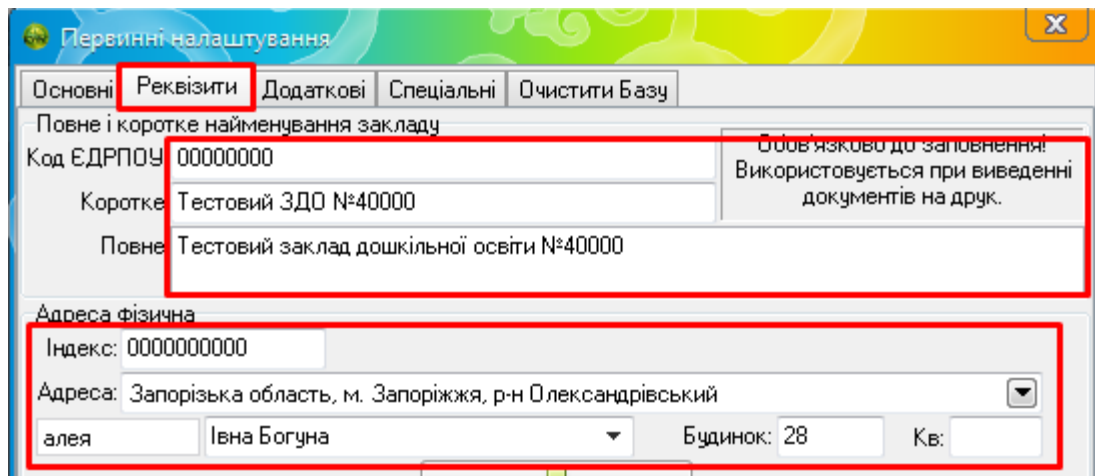 Первинні налаштування
Основні Реквізити Додаткові Спеціальні Очистити Базу
Повне і коротке найменування закладу
Код ЄДРПОУ 00000000
Обов'язково до заповнення!
Використовується при виведенні
документів на друк.
Коротке Тестовий ЗДО №40000
Повне Тестовий заклад дошкільної освіти №40000
Адреса фізична
Індекс: 0000000000
Адреса: Запорізька область, м. Запоріжжя, р-н Олександрівський
алея Івна Богуна Будинок: 28 Кв: